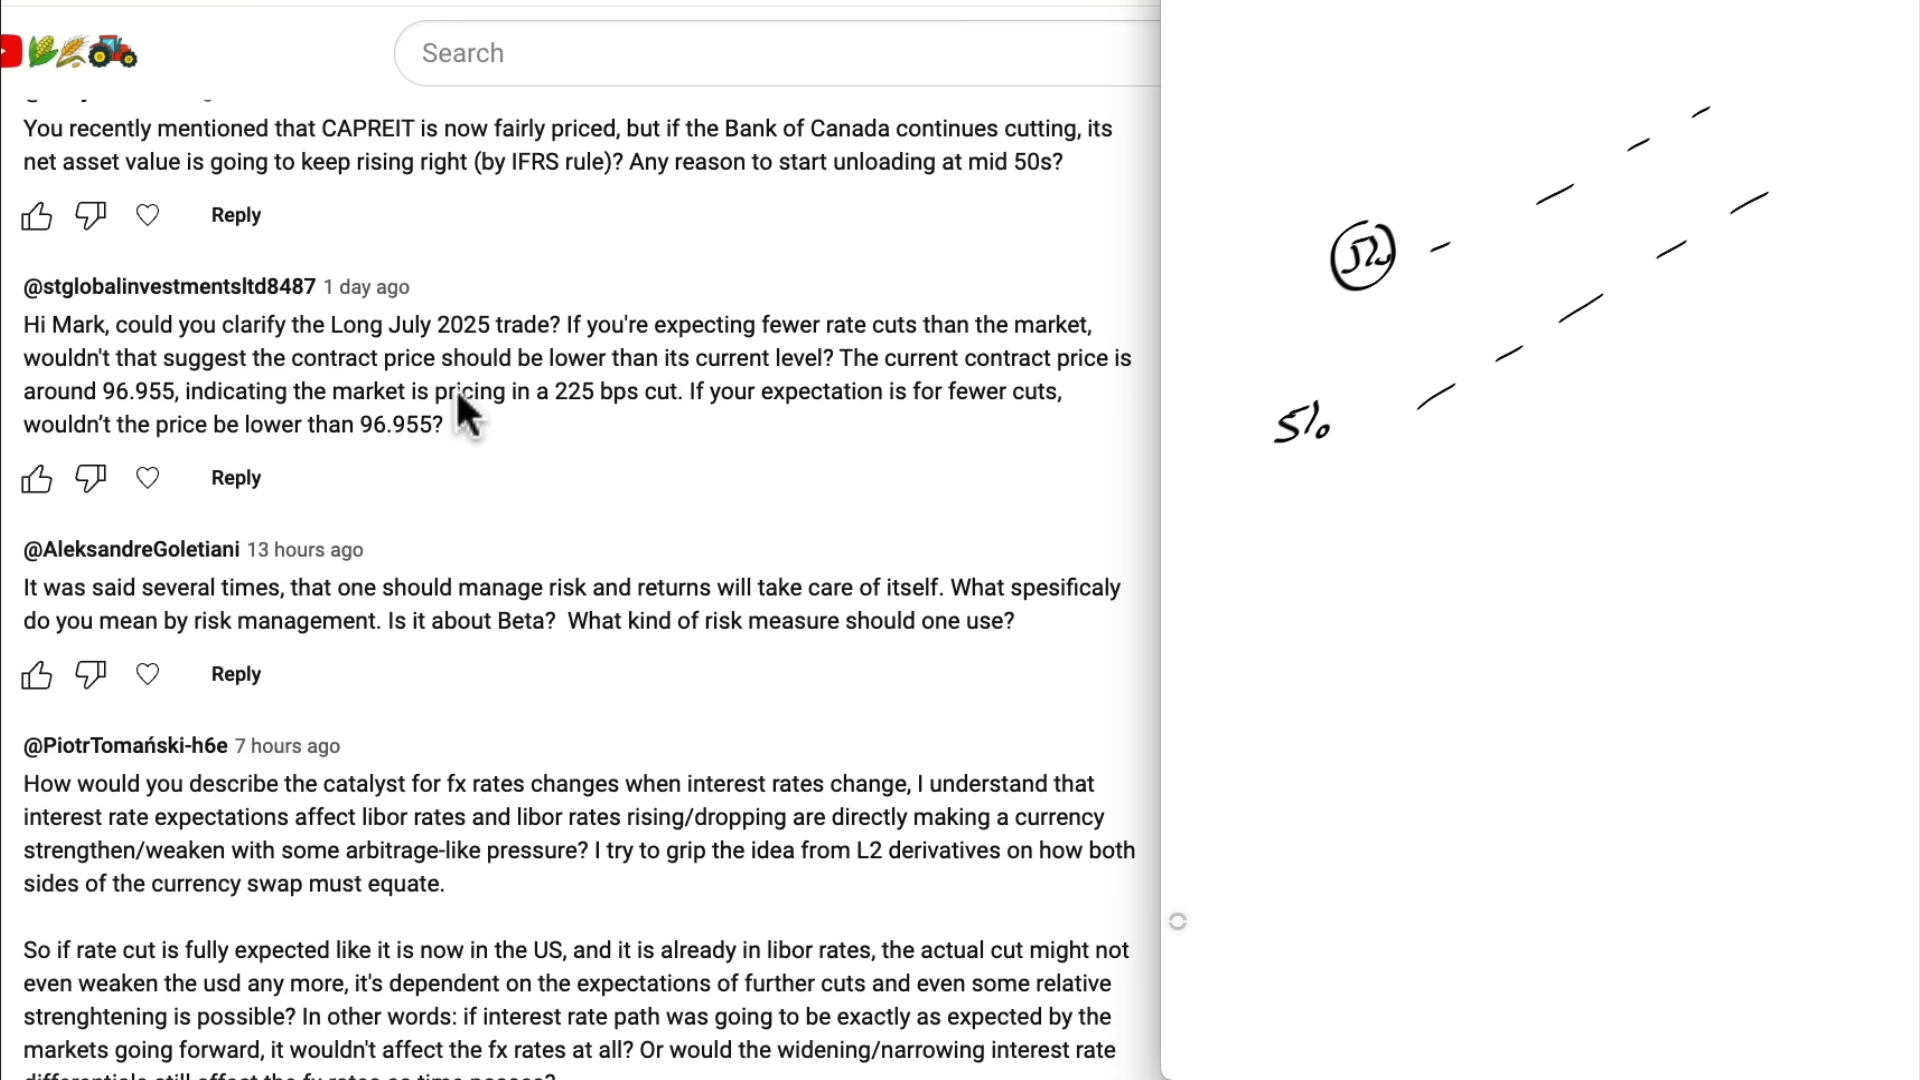 Search
You recently mentioned that CAPREIT is now fairly priced, but if the Bank of Canada continues cutting, its
net asset value is going to keep rising right (by IFRS rule)? Any reason to start unloading at mid 50s?
Reply
@stglobalinvestmentsltd8487 1 day ago
Hi Mark, could you clarify the Long July 2025 trade? If you're expecting fewer rate cuts than the market,
wouldn't that suggest the contract price should be lower than its current level? The current contract price is
around 96.955, indicating the market is pricing in a 225 bps cut. If your expectation is for fewer cuts,
wouldn’t the price be lower than 96.955?
Reply
@AleksandreGoletiani 13 hours ago
It was said several times, that one should manage risk and returns will take care of itself. What spesificaly
do you mean by risk management. Is it about Beta?  What kind of risk measure should one use?
Reply
@PiotrTomański-h6e 7 hours ago
How would you describe the catalyst for fx rates changes when interest rates change, I understand that
interest rate expectations affect libor rates and libor rates rising/dropping are directly making a currency
strengthen/weaken with some arbitrage-like pressure? I try to grip the idea from L2 derivatives on how both
sides of the currency swap must equate.
So if rate cut is fully expected like it is now in the US, and it is already in libor rates, the actual cut might not
even weaken the usd any more, it's dependent on the expectations of further cuts and even some relative
strenghtening is possible? In other words: if interest rate path was going to be exactly as expected by the
markets going forward, it wouldn't affect the fx rates at all? Or would the widening/narrowing interest rate
5%